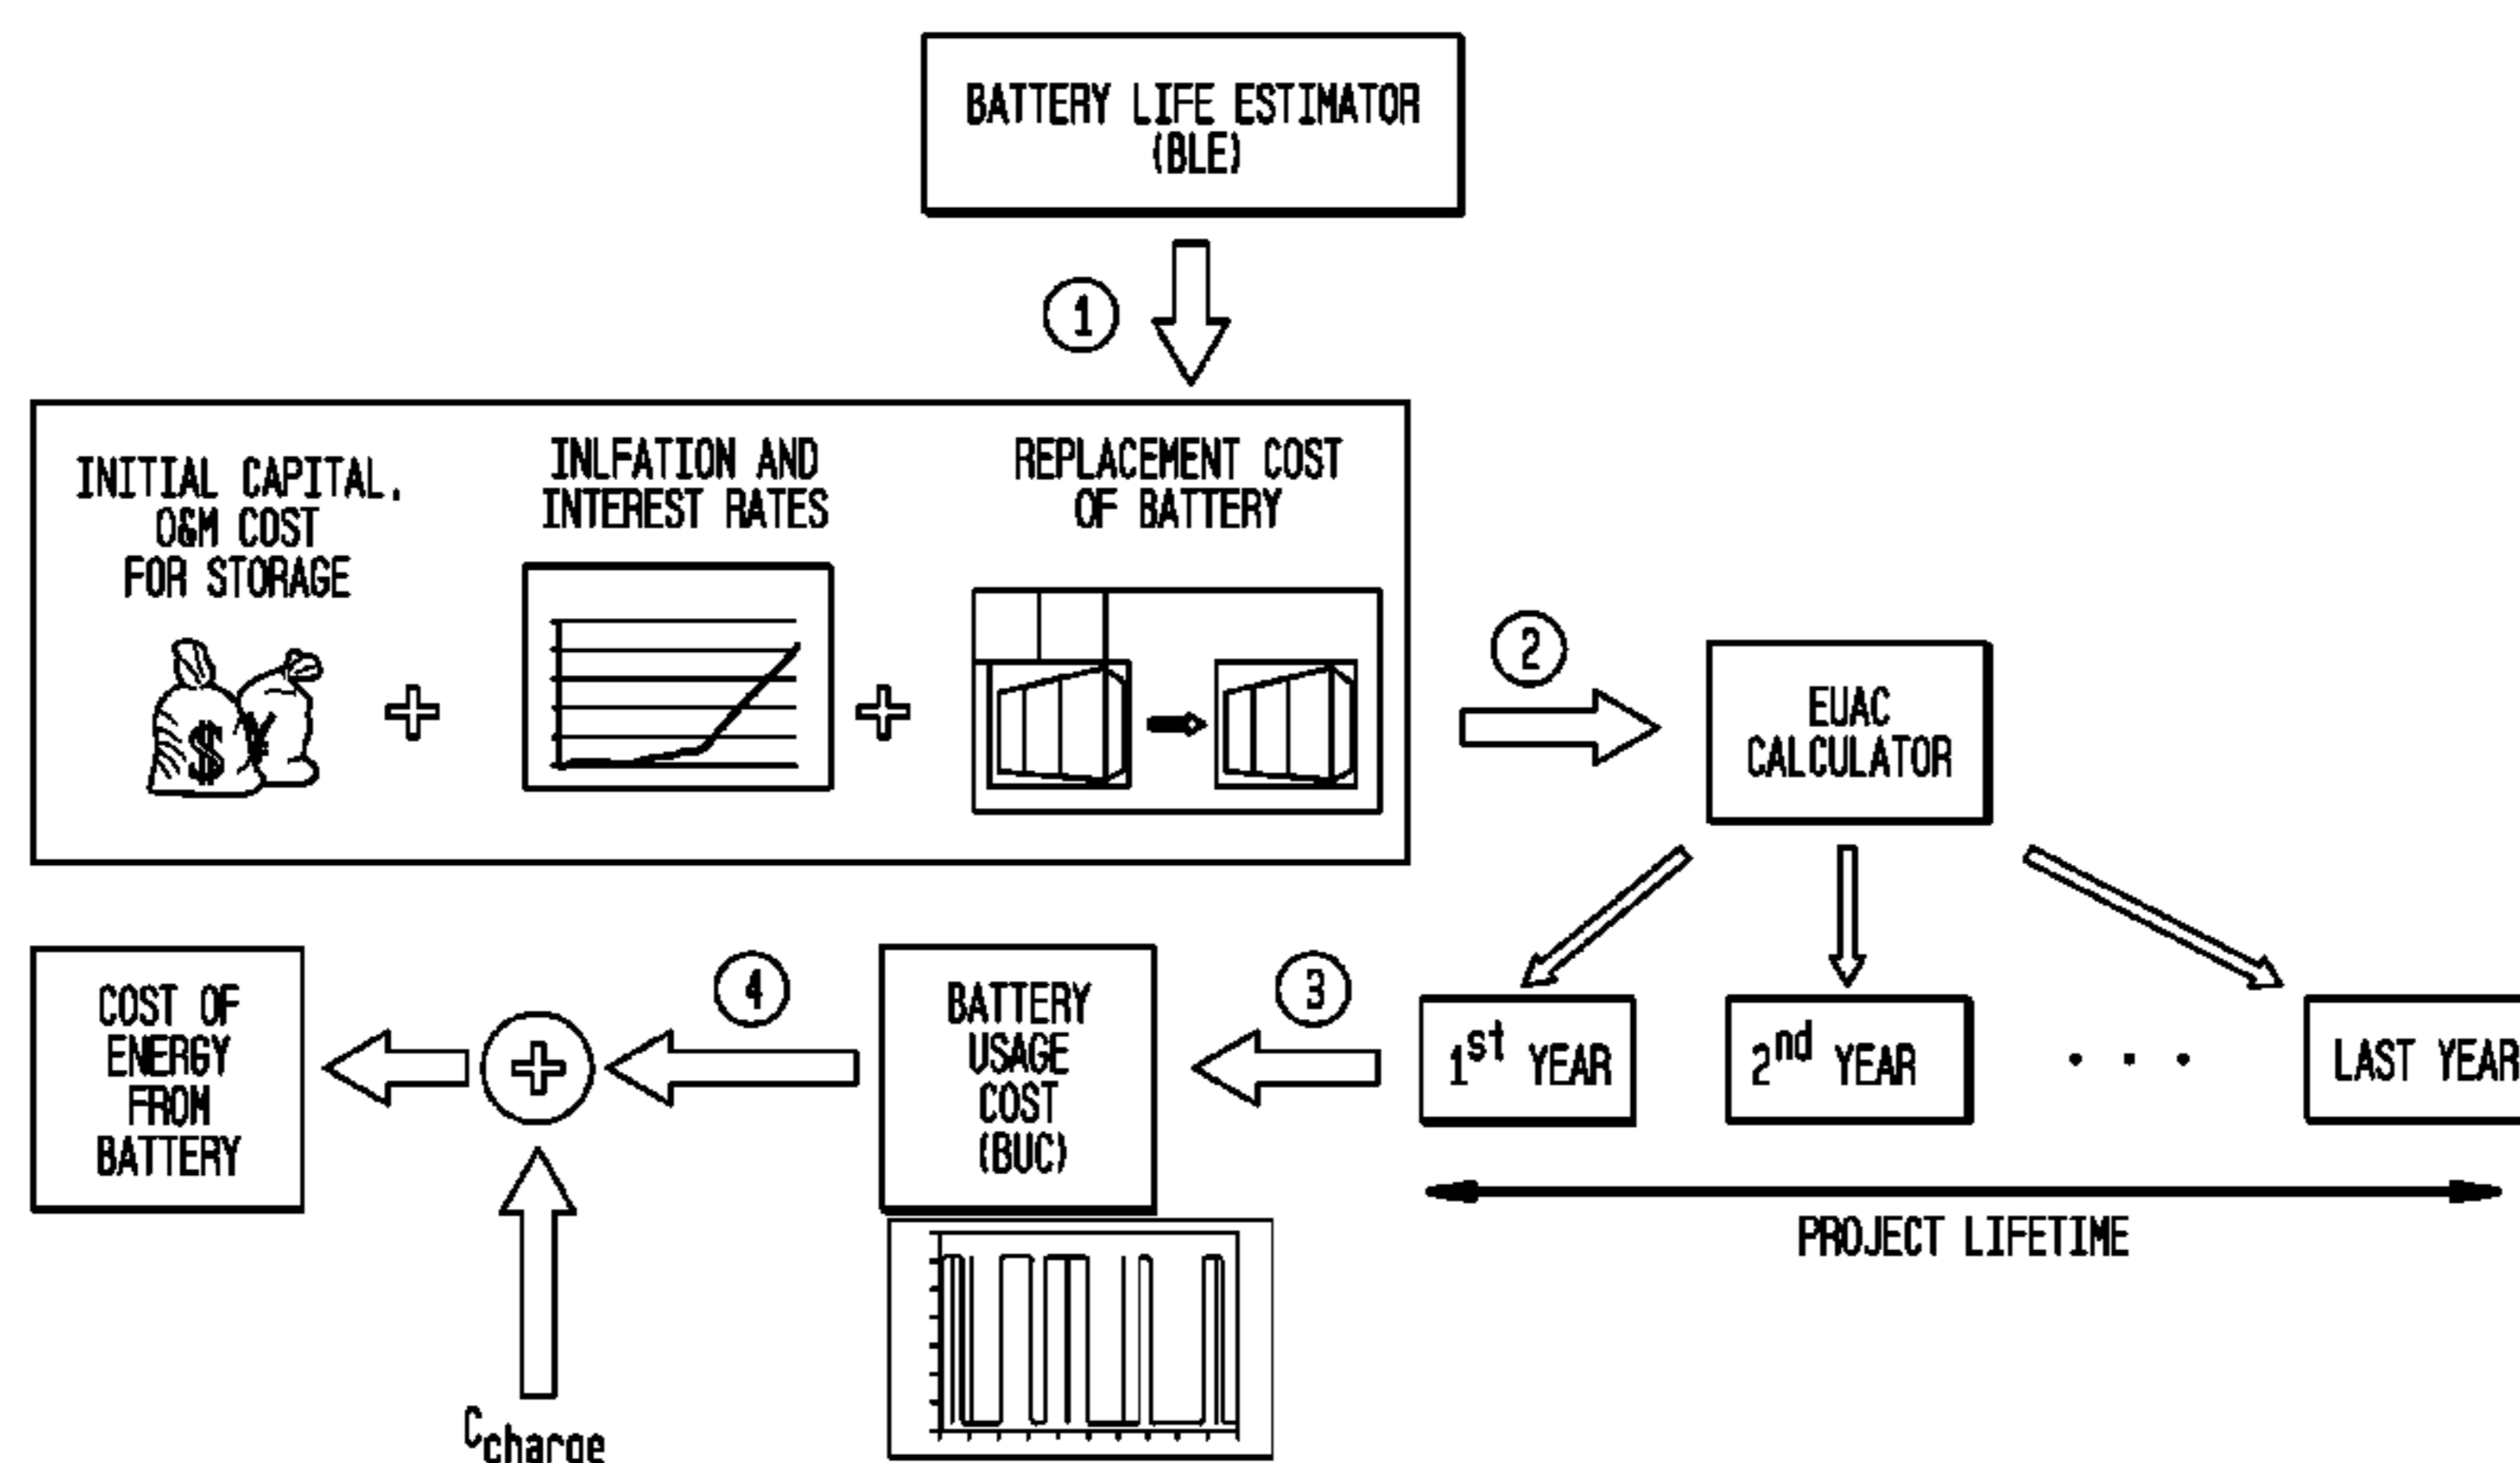 BATTERY LIFE ESTIMATOR
(BLE)
1
INITIAL CAPITAL.
O&M COST
FOR STORAGE
INLFATION AND
INTEREST RATES
REPLACEMENT COST
OF BATTERY
$
2
EUAC
CALCULATOR
COST OF
ENERGY
FROM
BATTERY
4
BATTERY
USAGE
COST
(BUC)
3
1st YEAR
2nd YEAR
. . .
LAST YEAR
PROJECT LIFETIME
Ccharge